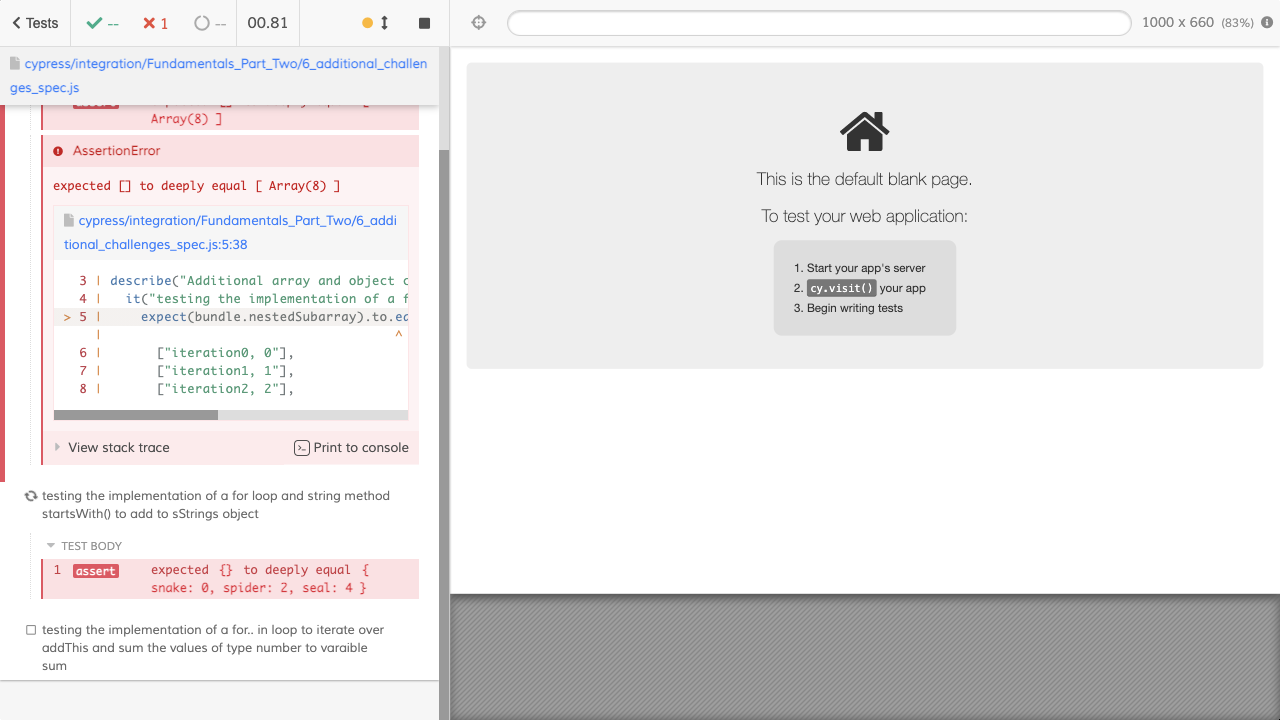 Tests
--
1
--
00.81
1000 x 660 (83%)
cypress/integration/Fundamentals_Part_Two/6_additional_challen
ges_spec.js
Array(8) ]
AssertionError
expected [] to deeply equal [ Array(8) ]
cypress/integration/Fundamentals_Part_Two/6_addi
tional_challenges_spec.js:5:38
3 | describe("Additional array and object c
4 | it("testing the implementation of a f
> 5 | expect(bundle.nestedSubarray).to.eq
| ^
6 | ["iteration0, 0"],
7 | ["iteration1, 1"],
8 | ["iteration2, 2"],
View stack trace
Print to console
testing the implementation of a for loop and string method
startsWith() to add to sStrings object
TEST BODY
1 assert expected {} to deeply equal {
snake: 0, spider: 2, seal: 4 }
testing the implementation of a for.. in loop to iterate over
addThis and sum the values of type number to varaible
sum
This is the default blank page.
To test your web application:
1. Start your app's server
2. cy.visit() your app
3. Begin writing tests